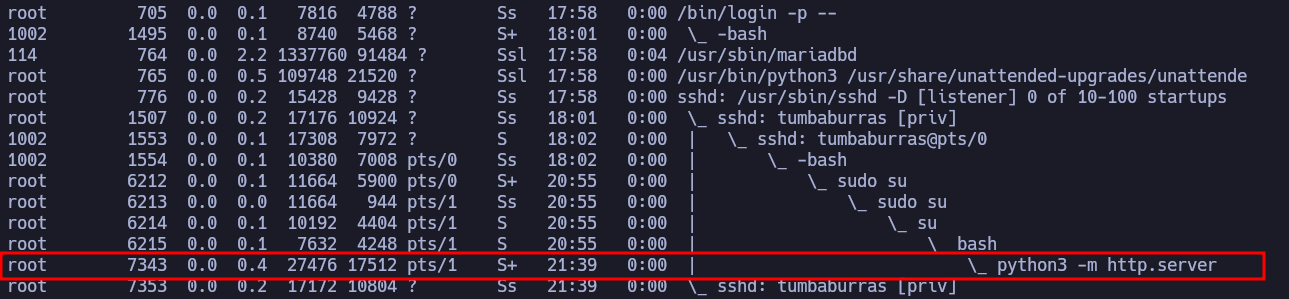 root 705 0.0 0.1 7816 4788 ? Ss 17:58 0:00 /bin/login -p --
1002 1495 0.0 0.1 8740 5468 ? S+ 18:01 0:00 \_ -bash
114 764 0.0 2.2 1337760 91484 ? Ssl 17:58 0:04 /usr/sbin/mariadbd
root 765 0.0 0.5 109748 21520 ? Ssl 17:58 0:00 /usr/bin/python3 /usr/share/unattended-upgrades/unattende
root 776 0.0 0.2 15428 9428 ? Ss 17:58 0:00 sshd: /usr/sbin/sshd -D [listener] 0 of 10-100 startups
root 1507 0.0 0.2 17176 10924 ? Ss 18:01 0:00 \_ sshd: tumbaburras [priv]
1002 1553 0.0 0.1 17308 7972 ? S 18:02 0:00 | \_ sshd: tumbaburras@pts/0
1002 1554 0.0 0.1 10380 7008 pts/0 Ss 18:02 0:00 | \_ -bash
root 6212 0.0 0.1 11664 5900 pts/0 S+ 20:55 0:00 | \_ sudo su
root 6213 0.0 0.0 11664 944 pts/1 Ss 20:55 0:00 | \_ sudo su
root 6214 0.0 0.1 10192 4404 pts/1 S 20:55 0:00 | \_ su
root 6215 0.0 0.1 7632 4248 pts/1 S 20:55 0:00 | \_ bash
root 7343 0.0 0.4 27476 17512 pts/1 S+ 21:39 0:00 | \_ python3 -m http.server
root 7353 0.0 0.2 17172 10804 ? Ss 21:39 0:00 \_ sshd: tumbaburras [priv]